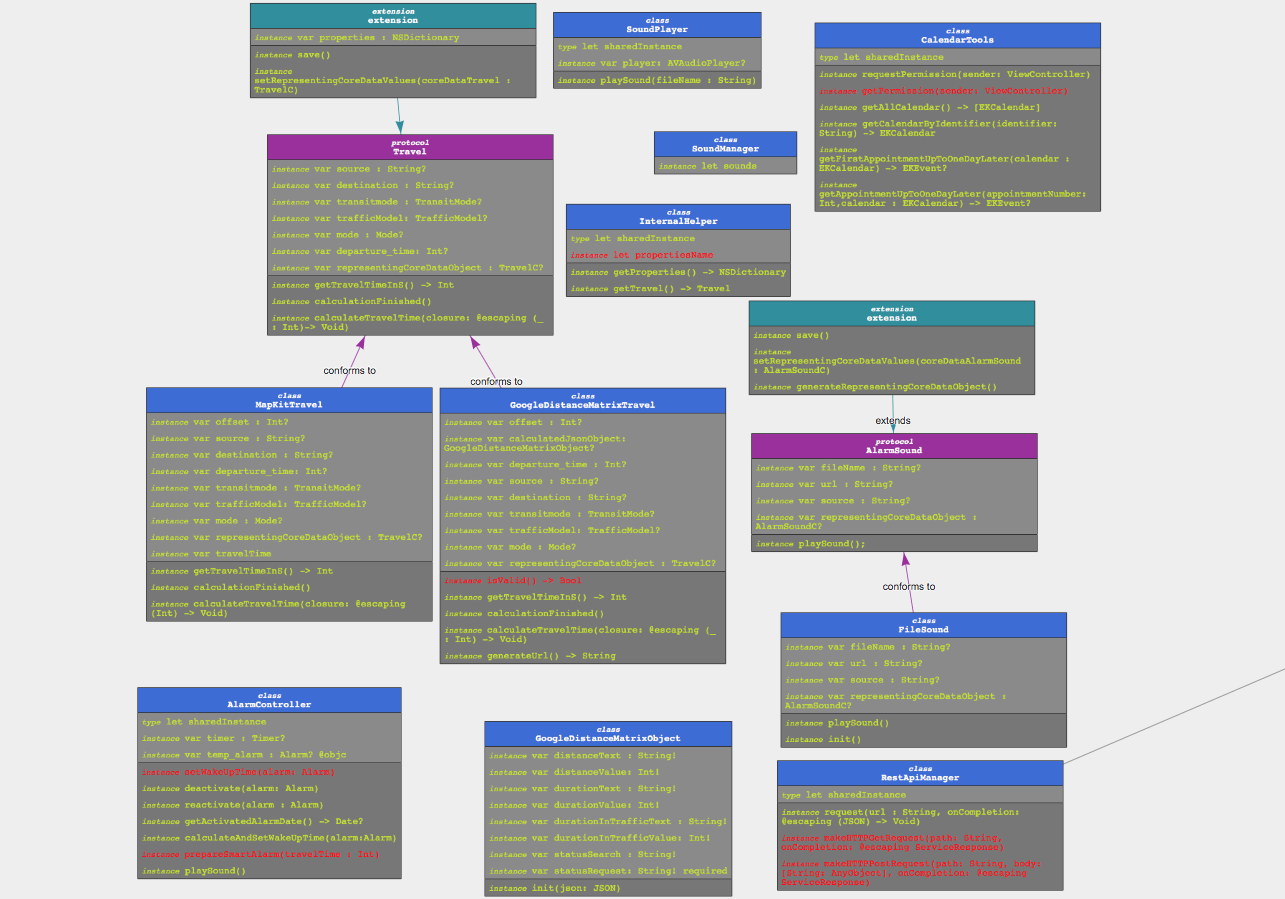 extension
extension
instance var properties : NSDictionary
instance save()
instance
setRepresentingCoreDataValues(coreDataTravel :
TravelC)
class
SoundPlayer
type let sharedInstance
instance var player: AVAudioPlayer?
instance playSound(fileName : String)
class
CalendarTools
type let sharedInstance
instance requestPermission(sender: ViewController)
instance getPermission(sender: ViewController)
instance getAllCalendar() -> [EKCalendar]
instance getCalendarByIdentifier(identifier:
String) -> EKCalendar
instance
getFirstAppointmentUpToOneDayLater(calendar :
EKCalendar) -> EKEvent?
instance
getAppointmentUpToOneDayLater(appointmentNumber:
Int,calendar : EKCalendar) -> EKEvent?
protocol
Travel
instance var source : String?
instance var destination : String?
instance var transitmode : TransitMode?
instance var trafficModel: TrafficModel?
instance var mode : Mode?
instance var departure_time: Int?
instance var representingCoreDataObject : TravelC?
instance getTravelTimeInS() -> Int
instance calculationFinished()
instance calculateTravelTime(closure: @escaping (_
: Int)-> Void)
class
SoundManager
instance let sounds
class
InternalHelper
type let sharedInstance
instance let propertiesName
instance getProperties() -> NSDictionary
instance getTravel() -> Travel
extension
extension
instance save()
instance
setRepresentingCoreDataValues(coreDataAlarmSound
: AlarmSoundC)
instance generateRepresentingCoreDataObject()
conforms to
conforms to
extends
class
MapKitTravel
instance var offset : Int?
instance var source : String?
instance var destination : String?
instance var departure_time: Int?
instance var transitmode : TransitMode?
instance var trafficModel: TrafficModel?
instance var mode : Mode?
instance var representingCoreDataObject : TravelC?
instance var travelTime
instance getTravelTimeInS() -> Int
instance calculationFinished()
instance calculateTravelTime(closure: @escaping
(Int) -> Void)
class
GoogleDistanceMatrixTravel
instance var offset : Int?
instance var calculatedJsonObject:
GoogleDistanceMatrixObject?
instance var departure_time : Int?
instance var source : String?
instance var destination : String?
instance var transitmode : TransitMode?
instance var trafficModel: TrafficModel?
instance var mode : Mode?
instance var representingCoreDataObject : TravelC?
instance isValid() -> Bool
instance getTravelTimeInS() -> Int
instance calculationFinished()
instance calculateTravelTime(closure: @escaping (_
: Int) -> Void)
instance generateUrl() -> String
protocol
AlarmSound
instance var fileName : String?
instance var url : String?
instance var source : String?
instance var representingCoreDataObject :
AlarmSoundC?
instance playSound();
conforms to
class
FileSound
instance var fileName : String?
instance var url : String?
instance var source : String?
instance var representingCoreDataObject :
AlarmSoundC?
instance playSound()
instance init()
class
AlarmController
type let sharedInstance
instance var timer : Timer?
instance var temp_alarm : Alarm? @objc
instance setWakeUpTime(alarm: Alarm)
instance deactivate(alarm: Alarm)
instance reactivate(alarm : Alarm)
instance getActivatedAlarmDate() -> Date?
instance calculateAndSetWakeUpTime(alarm:Alarm)
instance prepareSmartAlarm(travelTime : Int)
instance playSound()
class
GoogleDistanceMatrixObject
instance var distanceText : String!
instance var distanceValue: Int!
instance var durationText : String!
instance var durationValue: Int!
instance var durationInTrafficText : String!
instance var durationInTrafficValue: Int!
instance var statusSearch : String!
instance var statusRequest: String! required
instance init(json: JSON)
class
RestApiManager
type let sharedInstance
instance request(url : String, onCompletion:
@escaping (JSON) -> Void)
instance makeHTTPGetRequest(path: String,
onCompletion: @escaping ServiceResponse)
instance makeHTTPPostRequest(path: String, body:
[String: AnyObject], onCompletion: @escaping
ServiceResponse)